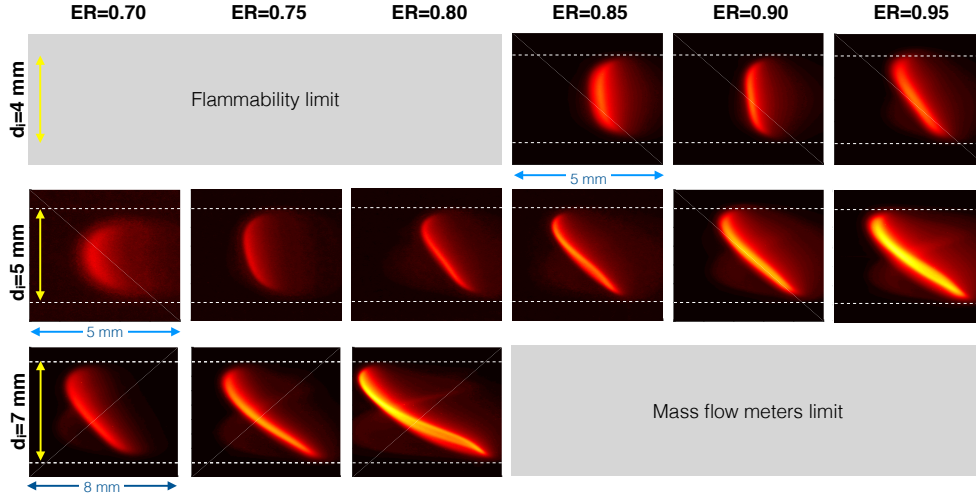 ER=0.70 ER=0.75 ER=0.80 ER=0.85 ER=0.90 ER=0.95
dᵢ=4 mm
Flammability limit
5 mm
dᵢ=5 mm
5 mm
dᵢ=7 mm
Mass flow meters limit
8 mm